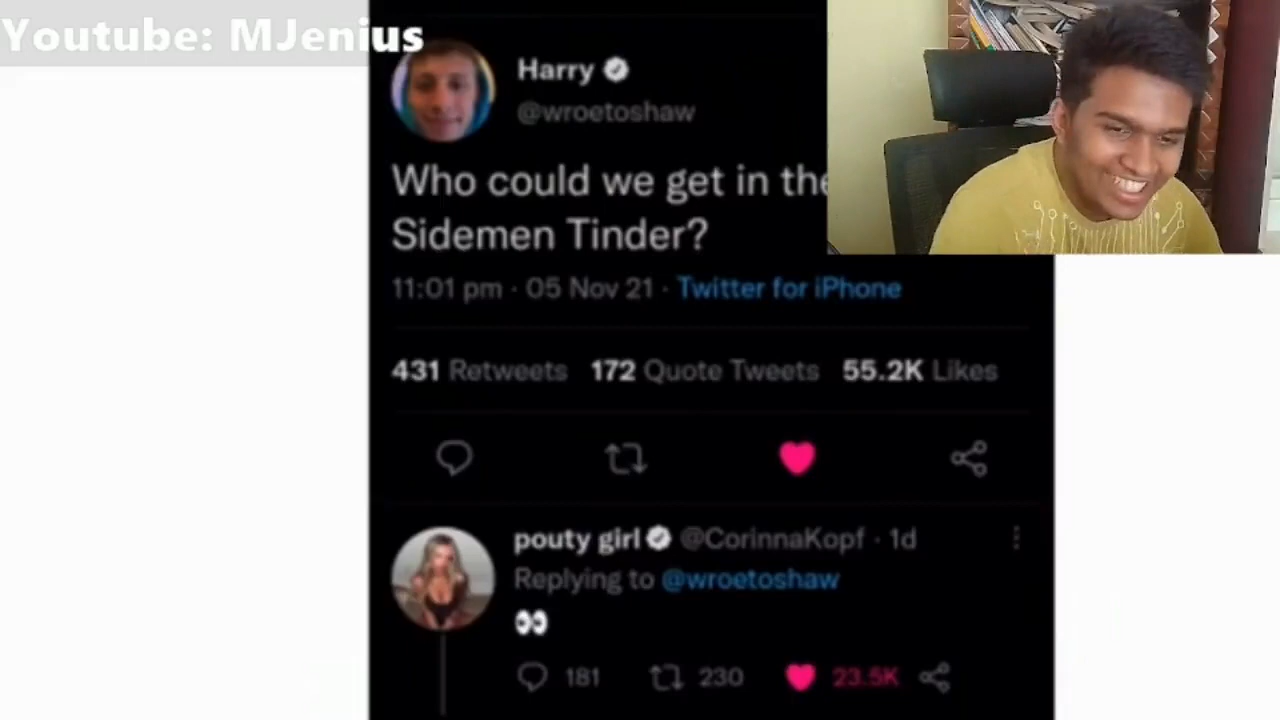 Youtube: MJenius
Harry
@wroetoshaw
Who could we get in the
Sidemen Tinder?
11:01 pm · 05 Nov 21 · Twitter for iPhone
431 Retweets 172 Quote Tweets 55.2K Likes
pouty girl @CorinnaKopf · 1d
Replying to @wroetoshaw
👀
181 230 23.5K